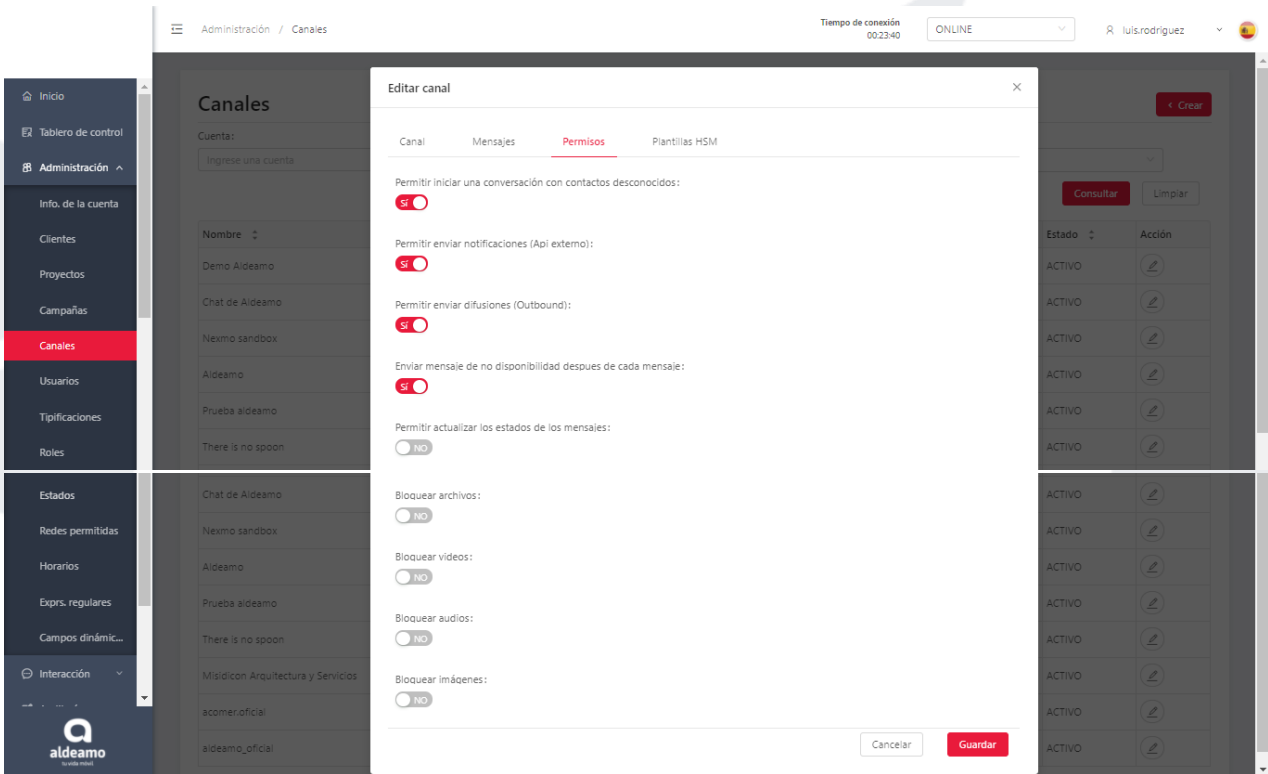 Administración / Canales
Tiempo de conexión
00:23:40
ONLINE
luis.rodriguez
Inicio
Tablero de control
Administración
Info. de la cuenta
Clientes
Proyectos
Campañas
Canales
Usuarios
Tipificaciones
Roles
Estados
Redes permitidas
Horarios
Exprs. regulares
Campos dinámic...
Interacción
aldeamo
tu vida móvil
Canales
Crear
Cuenta:
Ingrese una cuenta
Consultar
Limpiar
Nombre
Estado
Acción
Demo Aldeamo
ACTIVO
Chat de Aldeamo
ACTIVO
Nexmo sandbox
ACTIVO
Aldeamo
ACTIVO
Prueba aldeamo
ACTIVO
There is no spoon
ACTIVO
Chat de Aldeamo
ACTIVO
Nexmo sandbox
ACTIVO
Aldeamo
ACTIVO
Prueba aldeamo
ACTIVO
There is no spoon
ACTIVO
Misidicon Arquitectura y Servicios
ACTIVO
acomer.oficial
ACTIVO
aldeamo_oficial
ACTIVO
Editar canal
Canal
Mensajes
Permisos
Plantillas HSM
Permitir iniciar una conversación con contactos desconocidos:
Sí
Permitir enviar notificaciones (Api externo):
Sí
Permitir enviar difusiones (Outbound):
Sí
Enviar mensaje de no disponibilidad despues de cada mensaje:
Sí
Permitir actualizar los estados de los mensajes:
NO
Bloquear archivos:
NO
Bloquear videos:
NO
Bloquear audios:
NO
Bloquear imágenes:
NO
Cancelar
Guardar